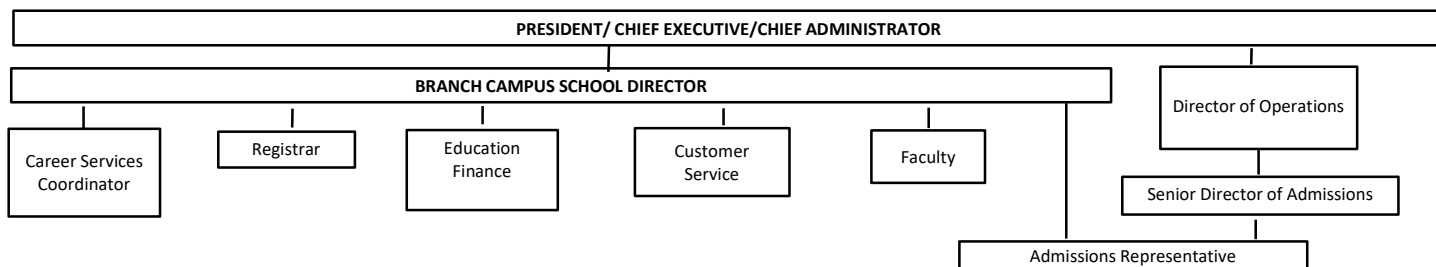 PRESIDENT/ CHIEF EXECUTIVE/CHIEF ADMINISTRATOR
BRANCH CAMPUS SCHOOL DIRECTOR
Director of Operations
Career Services
Coordinator
Registrar
Education
Finance
Customer
Service
Faculty
Senior Director of Admissions
Admissions Representative